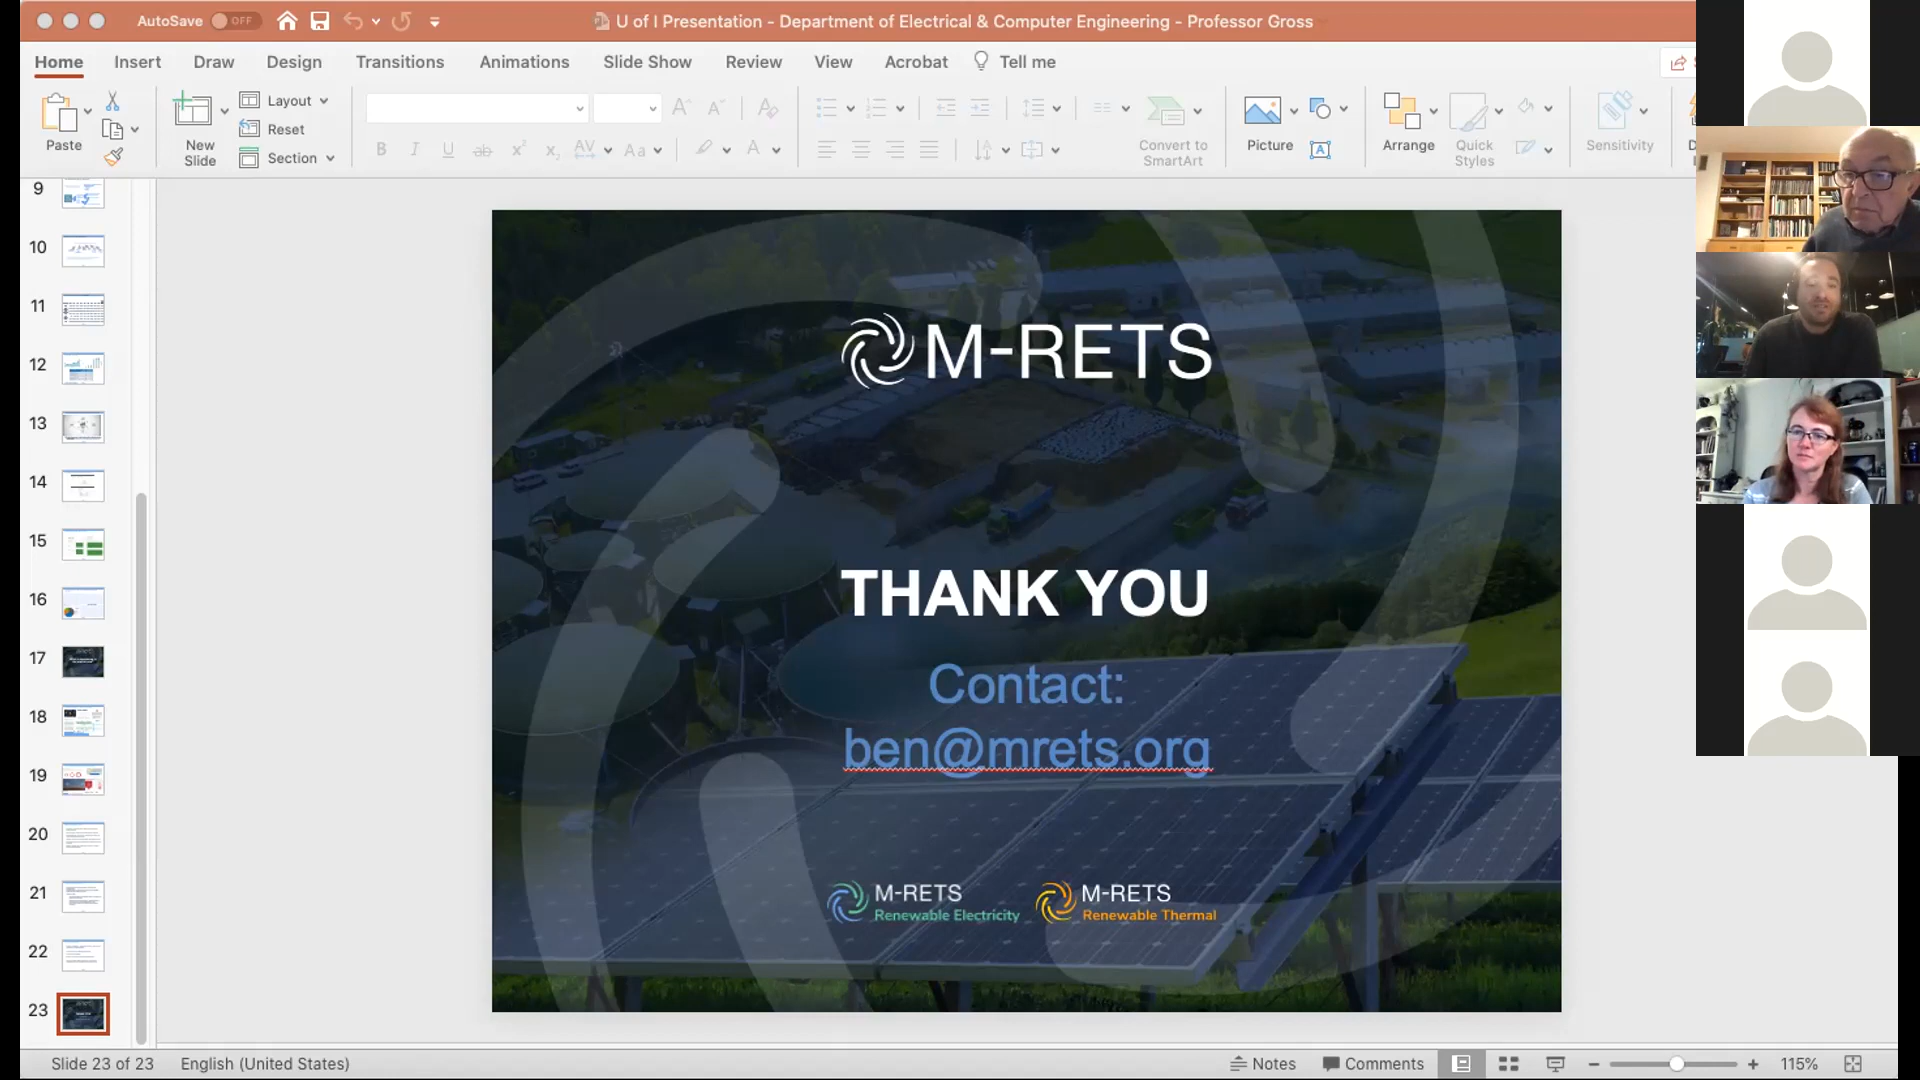 AutoSave OFF
U of I Presentation - Department of Electrical & Computer Engineering - Professor Gross
Home Insert Draw Design Transitions Animations Slide Show Review View Acrobat Tell me
Paste
New Slide
Layout
Reset
Section
Convert to SmartArt
Picture
Arrange
Quick Styles
Sensitivity
9
10
11
12
13
14
15
16
17
18
19
20
21
22
23
M-RETS
THANK YOU
Contact:
ben@mrets.org
M-RETS
Renewable Electricity
M-RETS
Renewable Thermal
Slide 23 of 23 English (United States) Notes Comments 115%